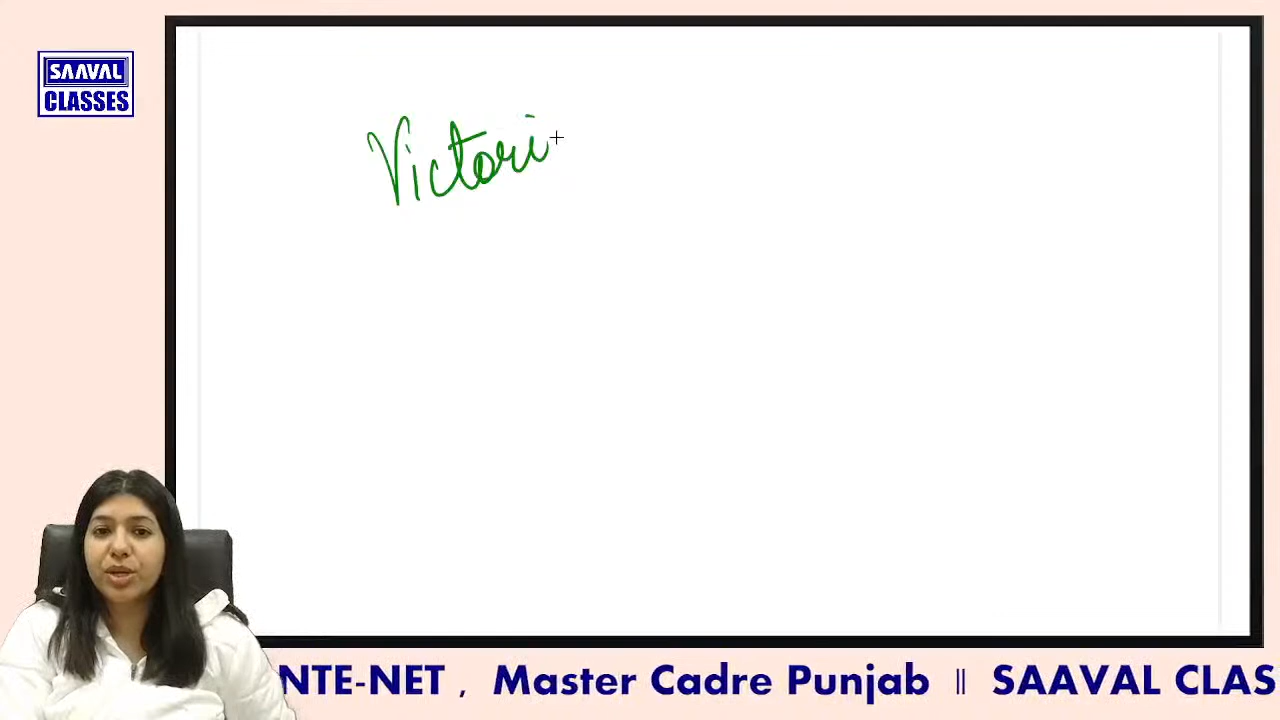 SAAVAL
CLASSES
Victori
NTE-NET , Master Cadre Punjab || SAAVAL CLAS